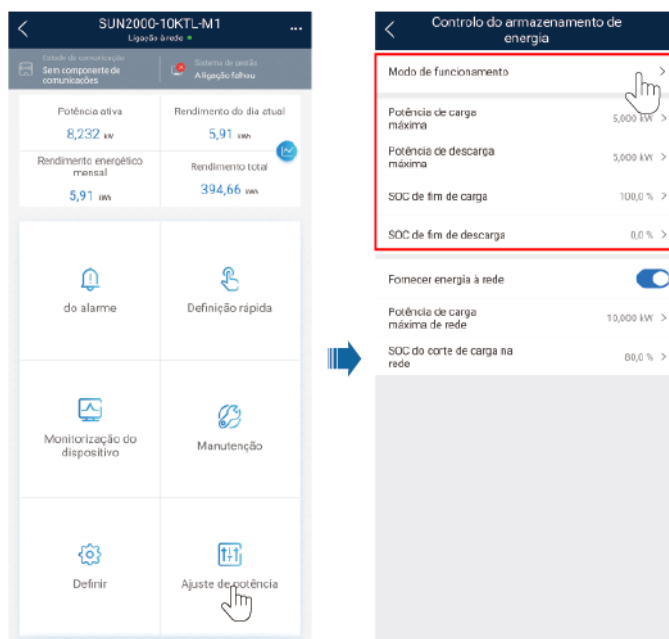 SUN2000-10KTL-M1
Ligação à rede
Estado de comunicação
Sem componente de
comunicações
Sistema de gestão
A ligação falhou
Potência ativa
8,232 kW
Rendimento do dia atual
5,91 kWh
Rendimento energético
mensal
5,91 kWh
Rendimento total
394,66 kWh
do alarme
Definição rápida
Monitorização do
dispositivo
Manutenção
Definir
Ajuste de potência
Controlo do armazenamento de
energia
Modo de funcionamento
Potência de carga
máxima
5,000 kW
Potência de descarga
máxima
5,000 kW
SOC de fim de carga
100,0 %
SOC de fim de descarga
0,0 %
Fornecer energia à rede
Potência de carga
máxima de rede
10,000 kW
SOC do corte de carga na
rede
80,0 %